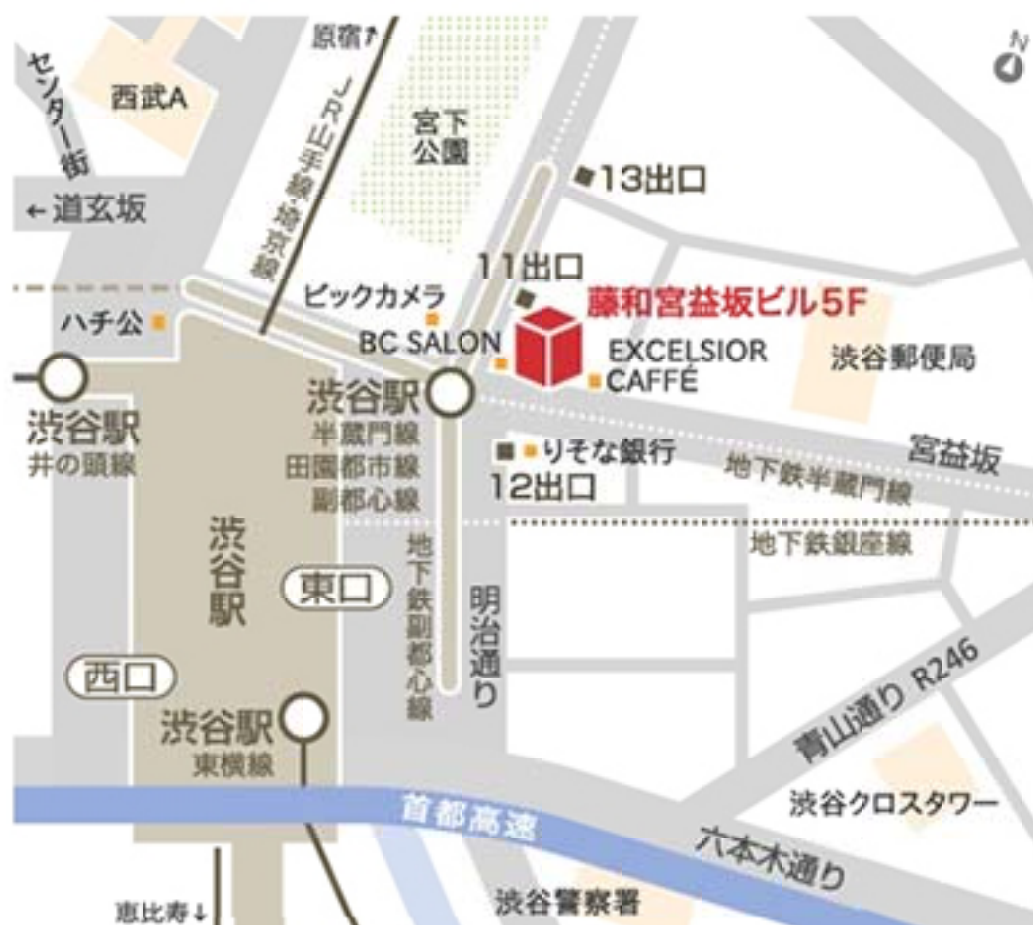 原宿↑
N
センター街
西武A
JR山手線・埼京線
宮下
公園
←道玄坂
13出口
11出口
ビックカメラ
藤和宮益坂ビル5F
ハチ公
BC SALON
EXCELSIOR
CAFFÉ
渋谷郵便局
渋谷駅
井の頭線
渋谷駅
半蔵門線
田園都市線
副都心線
りそな銀行
12出口
宮益坂
地下鉄半蔵門線
地下鉄銀座線
渋谷駅
東口
地下鉄副都心線
明治通り
西口
渋谷駅
東横線
青山通り R246
首都高速
渋谷クロスタワー
六本木通り
渋谷警察署
恵比寿↓